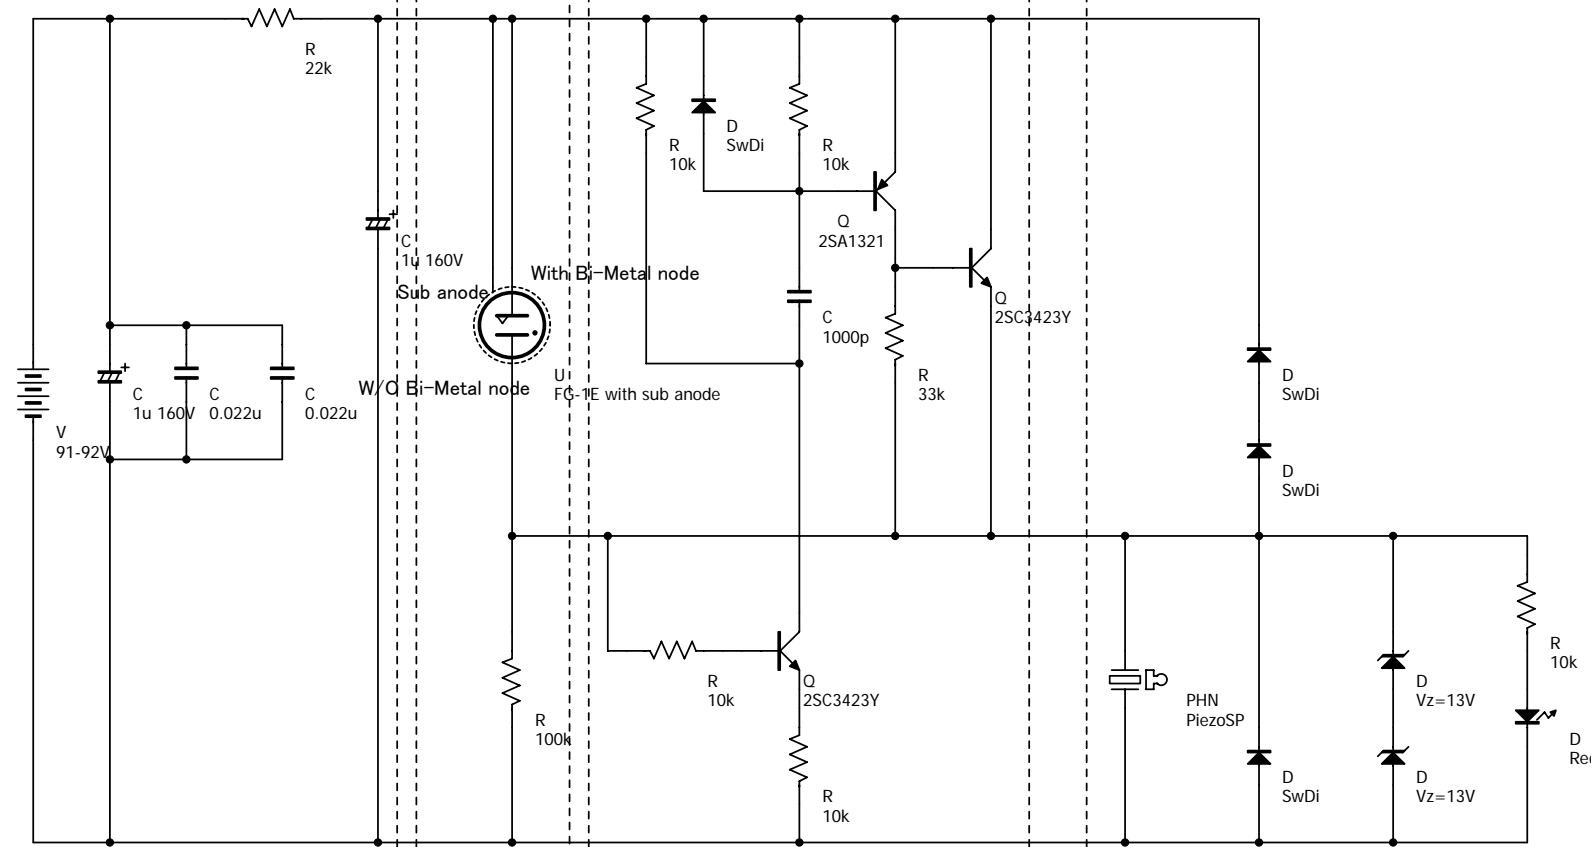 R
22k
R
10k
D
SwDi
R
10k
Q
2SA1321
C
1u 160V
With Bi-Metal node
Sub anode
Q
2SC3423Y
C
1000p
R
33k
V
91-92V
C
1u 160V
C
0.022u
C
0.022u
W/O Bi-Metal node
U
FG-1E with sub anode
D
SwDi
D
SwDi
R
100k
R
10k
Q
2SC3423Y
R
10k
PHN
PiezoSP
D
SwDi
D
Vz=13V
D
Vz=13V
R
10k
D